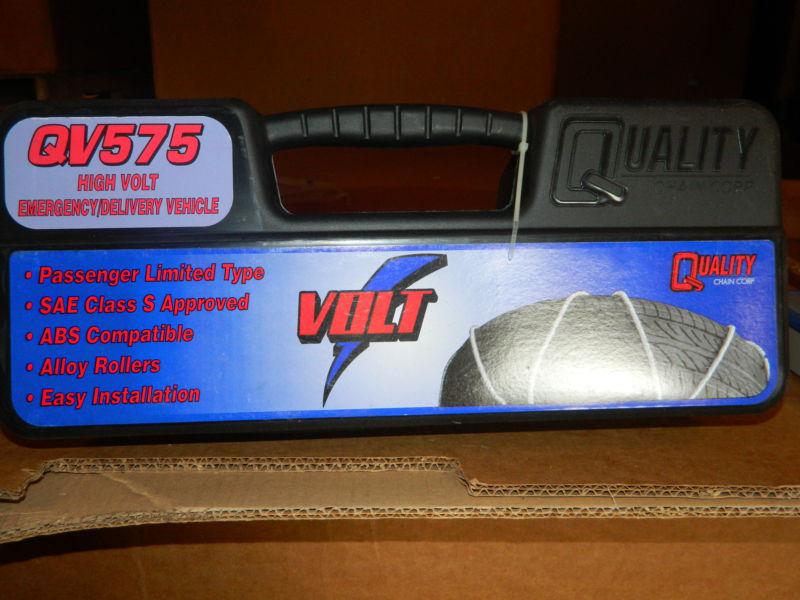 QV575
HIGH VOLT
EMERGENCY/DELIVERY VEHICLE
QUALITY
CHAIN CORP
• Passenger Limited Type
• SAE Class S Approved
• ABS Compatible
• Alloy Rollers
• Easy Installation
VOLT
QUALITY
CHAIN CORP